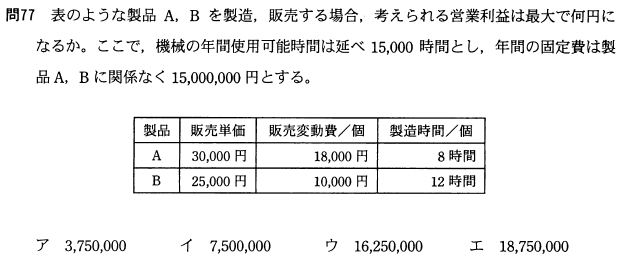 問77 表のような製品 A，B を製造，販売する場合，考えられる営業利益は最大で何円に
なるか。ここで，機械の年間使用可能時間は延べ 15,000 時間とし，年間の固定費は製
品 A，B に関係なく 15,000,000 円とする。
製品 販売単価 販売変動費／個 製造時間／個
A 30,000 円 18,000 円 8 時間
B 25,000 円 10,000 円 12 時間
ア 3,750,000 イ 7,500,000 ウ 16,250,000 エ 18,750,000